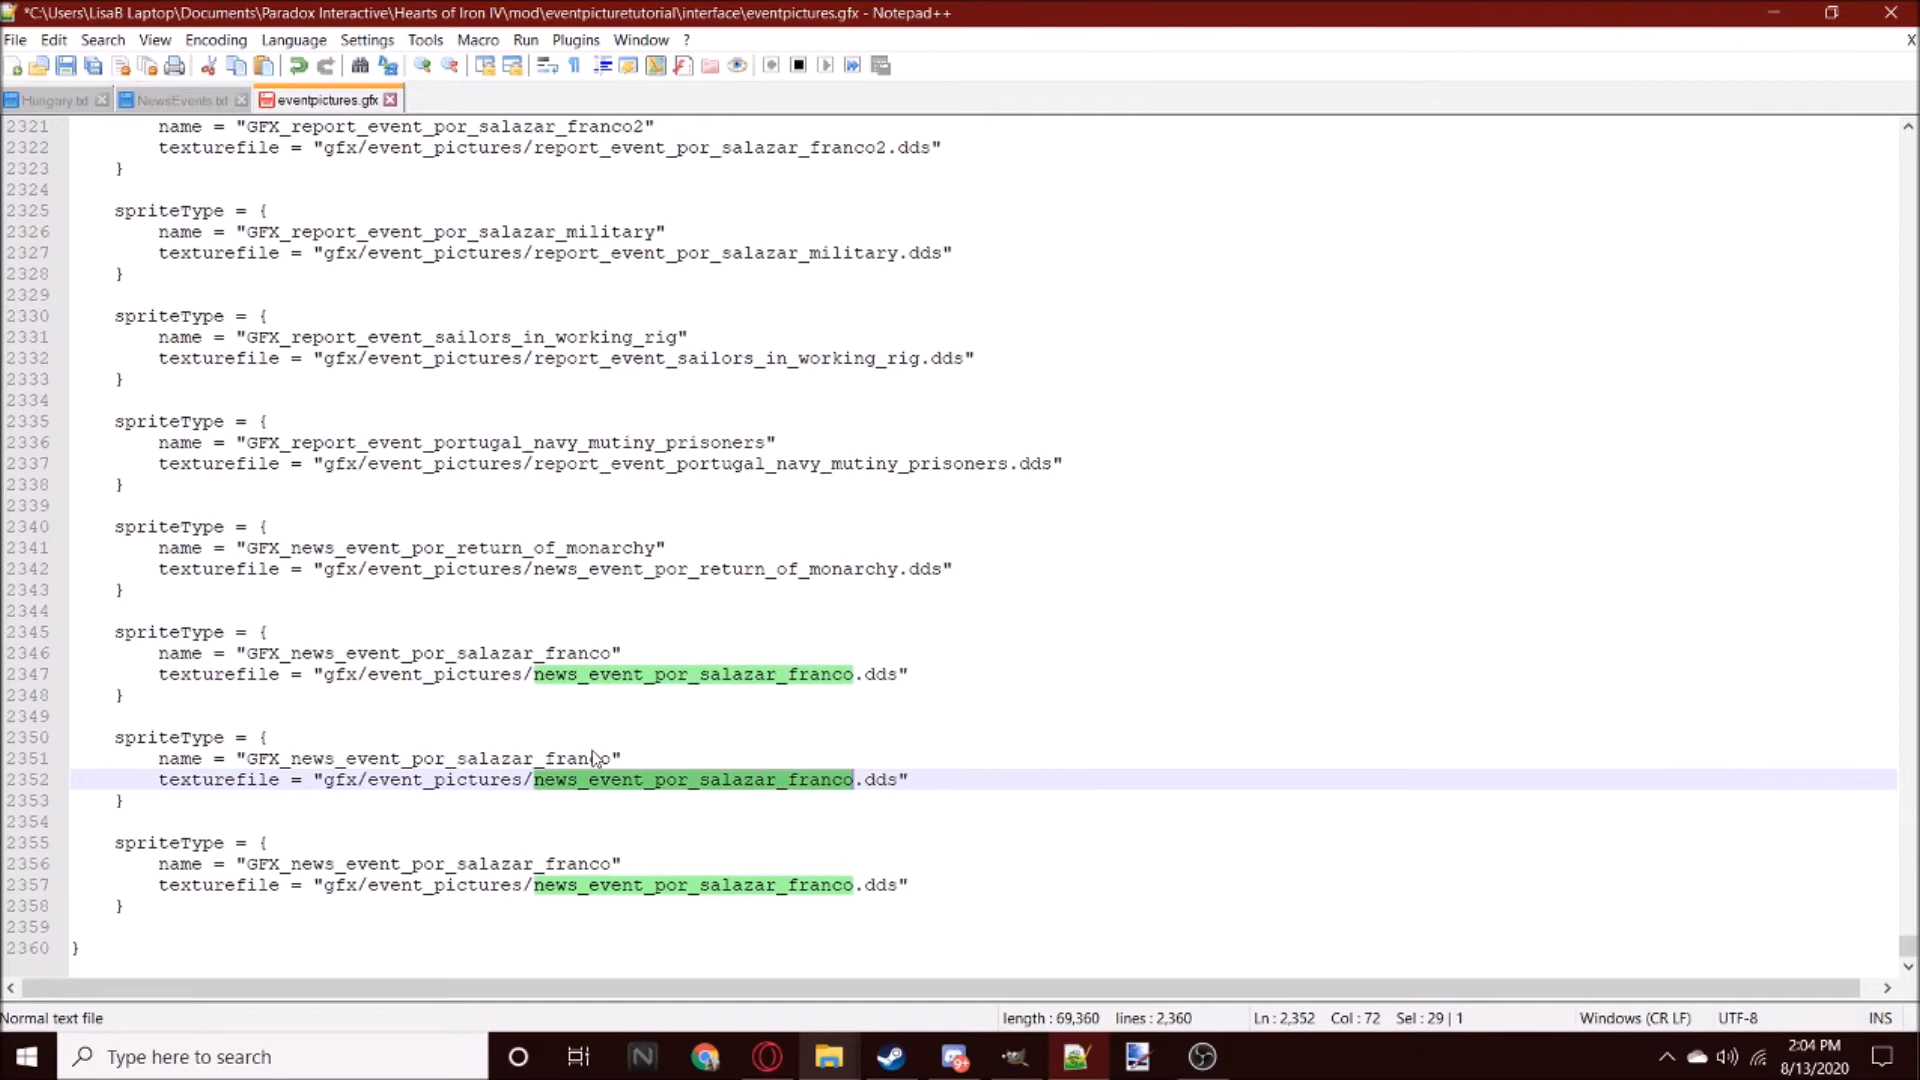 *C:\Users\LisaB Laptop\Documents\Paradox Interactive\Hearts of Iron IV\mod\eventpicturetutorial\interface\eventpictures.gfx - Notepad++
File Edit Search View Encoding Language Settings Tools Macro Run Plugins Window ? X
Hungary.txt NewsEvents.txt eventpictures.gfx
2321 name = "GFX_report_event_por_salazar_franco2"
2322 texturefile = "gfx/event_pictures/report_event_por_salazar_franco2.dds"
2323 }
2324
2325 spriteType = {
2326 name = "GFX_report_event_por_salazar_military"
2327 texturefile = "gfx/event_pictures/report_event_por_salazar_military.dds"
2328 }
2329
2330 spriteType = {
2331 name = "GFX_report_event_sailors_in_working_rig"
2332 texturefile = "gfx/event_pictures/report_event_sailors_in_working_rig.dds"
2333 }
2334
2335 spriteType = {
2336 name = "GFX_report_event_portugal_navy_mutiny_prisoners"
2337 texturefile = "gfx/event_pictures/report_event_portugal_navy_mutiny_prisoners.dds"
2338 }
2339
2340 spriteType = {
2341 name = "GFX_news_event_por_return_of_monarchy"
2342 texturefile = "gfx/event_pictures/news_event_por_return_of_monarchy.dds"
2343 }
2344
2345 spriteType = {
2346 name = "GFX_news_event_por_salazar_franco"
2347 texturefile = "gfx/event_pictures/news_event_por_salazar_franco.dds"
2348 }
2349
2350 spriteType = {
2351 name = "GFX_news_event_por_salazar_franco"
2352 texturefile = "gfx/event_pictures/news_event_por_salazar_franco.dds"
2353 }
2354
2355 spriteType = {
2356 name = "GFX_news_event_por_salazar_franco"
2357 texturefile = "gfx/event_pictures/news_event_por_salazar_franco.dds"
2358 }
2359
2360 }
Normal text file length : 69,360 lines : 2,360 Ln : 2,352 Col : 72 Sel : 29 | 1 Windows (CR LF) UTF-8 INS
Type here to search
2:04 PM
8/13/2020